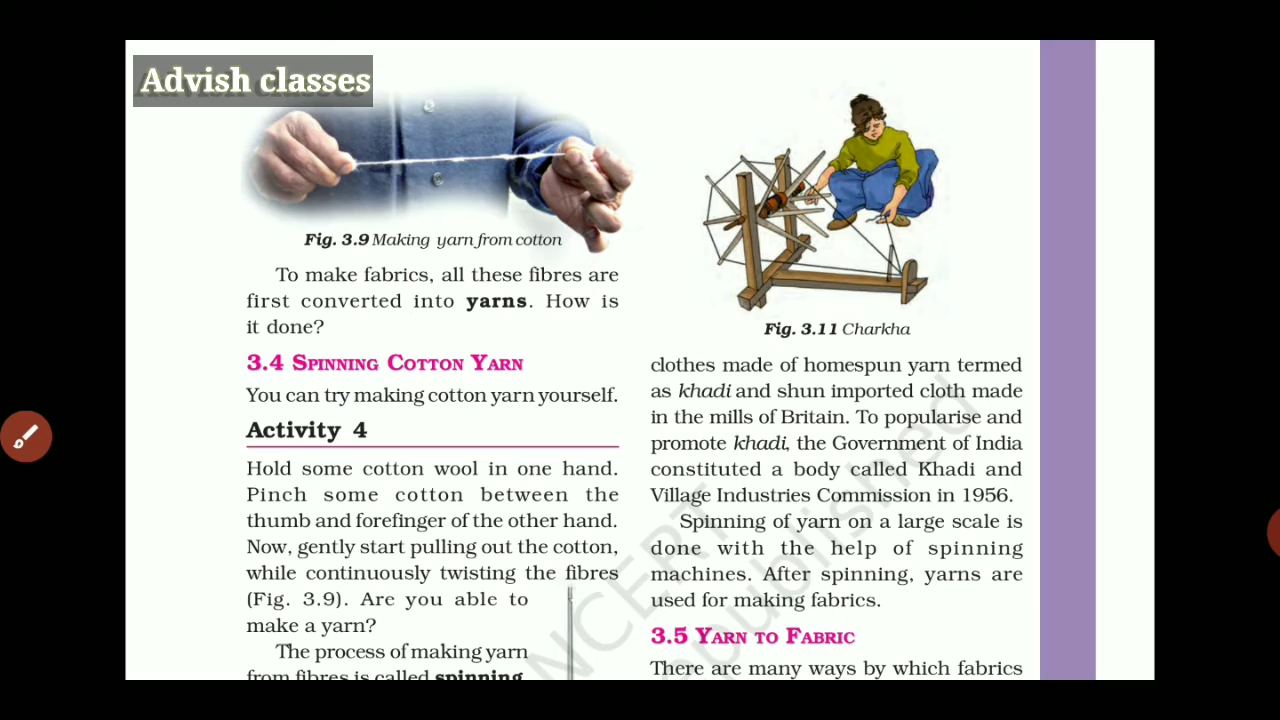 Advish classes
Fig. 3.9 Making yarn from cotton
To make fabrics, all these fibres are
first converted into yarns. How is
it done?
3.4 Spinning Cotton Yarn
You can try making cotton yarn yourself.
Activity 4
Hold some cotton wool in one hand.
Pinch some cotton between the
thumb and forefinger of the other hand.
Now, gently start pulling out the cotton,
while continuously twisting the fibres
(Fig. 3.9). Are you able to
make a yarn?
The process of making yarn
from fibres is called spinning.
Fig. 3.11 Charkha
clothes made of homespun yarn termed
as khadi and shun imported cloth made
in the mills of Britain. To popularise and
promote khadi, the Government of India
constituted a body called Khadi and
Village Industries Commission in 1956.
Spinning of yarn on a large scale is
done with the help of spinning
machines. After spinning, yarns are
used for making fabrics.
3.5 Yarn to Fabric
There are many ways by which fabrics
NCERT
published